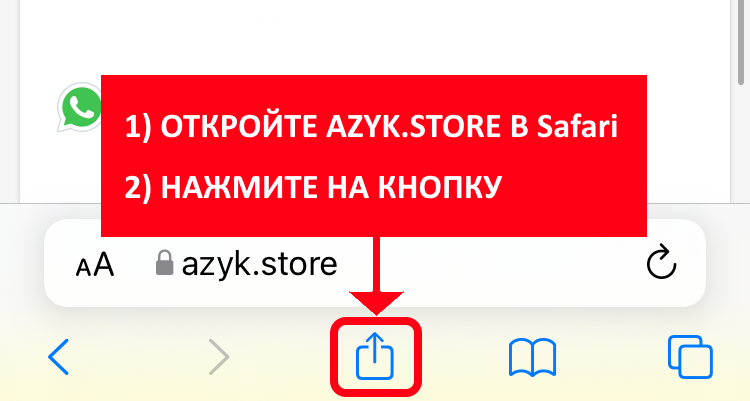 1) ОТКРОЙТЕ AZYK.STORE В Safari
2) НАЖМИТЕ НА КНОПКУ
AA azyk.store